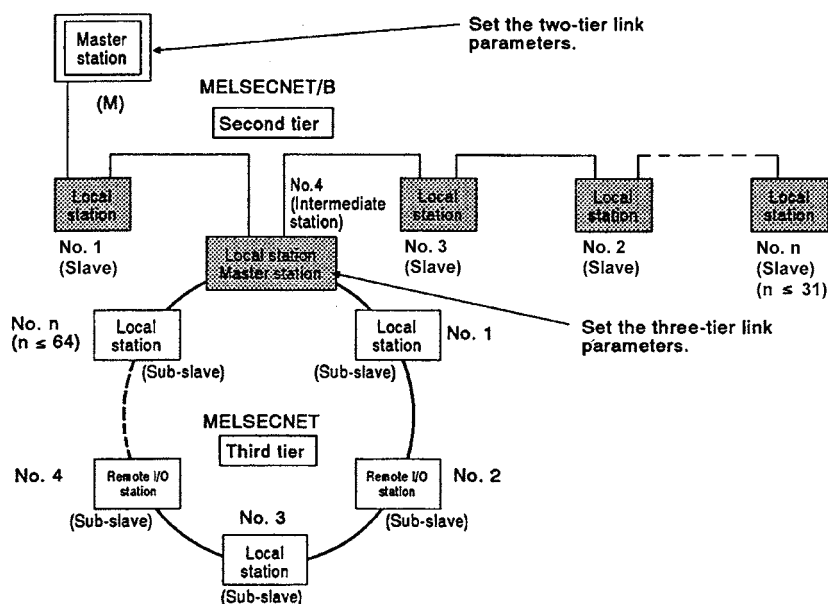 Set the two-tier link
parameters.
Master
station
(M)
MELSECNET/B
Second tier
Local
station
No. 1
(Slave)
No.4
(Intermediate
station)
Local station
Master station
Local
station
No. 3
(Slave)
Local
station
No. 2
(Slave)
Local
station
No. n
(Slave)
(n ≤ 31)
Set the three-tier link
parameters.
No. n
(n ≤ 64)
Local
station
(Sub-slave)
Local
station
No. 1
(Sub-slave)
MELSECNET
Third tier
No. 4
Remote I/O
station
(Sub-slave)
Remote I/O
station
No. 2
(Sub-slave)
No. 3
Local
station
(Sub-slave)